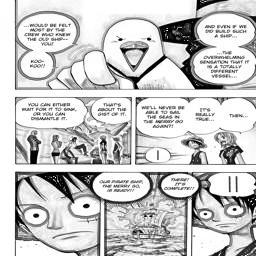 AND EVEN IF
WE DID BUILD
SUCH
A SHIP...
...THE
OVERWHELMING
SENSATION THAT
IT IS A TOTALLY
DIFFERENT
VESSEL...
...WOULD BE FELT
MOST BY THE
CREW WHO KNEW
THE OLD SHIP--
YOU!
KOO-
KOO!!
THEN...
IT'S
REALLY
TRUE...
WE'LL NEVER BE
ABLE TO SAIL
THE SEAS IN
THE MERRY GO
AGAIN?!
THAT'S
ABOUT THE
GIST OF IT.
YOU CAN EITHER
WAIT FOR IT TO SINK,
OR YOU CAN
DISMANTLE IT.
!
!!
THERE!
IT'S
COMPLETE!!
OUR PIRATE SHIP,
THE MERRY GO,
IS READY!!